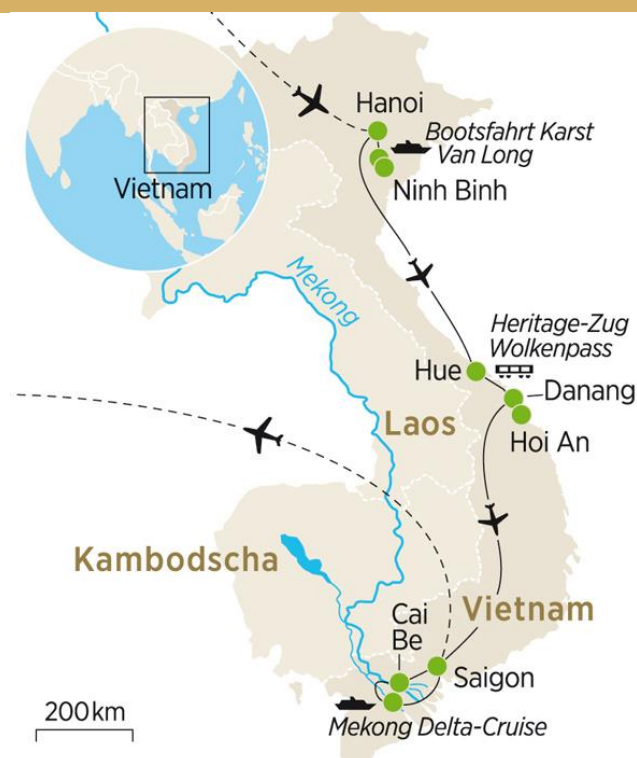 Hanoi
Bootsfahrt Karst
Van Long
Vietnam
Ninh Binh
Mekong
Heritage-Zug
Wolkenpass
Hue
Danang
Laos
Hoi An
Kambodscha
Vietnam
Cai
Be
Saigon
200 km
Mekong Delta-Cruise